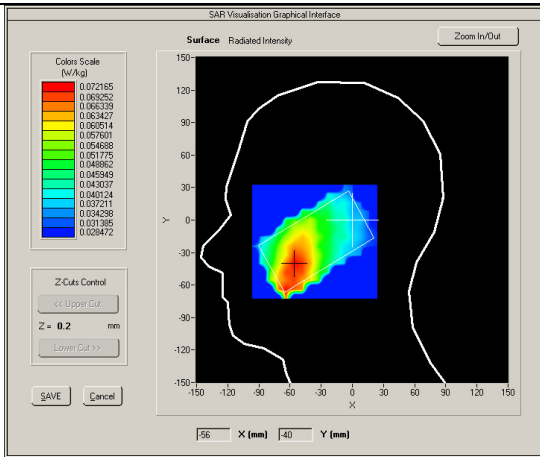 SAR Visualisation Graphical Interface
Surface Radiated Intensity
Zoom In/Out
Colors Scale
(W/kg)
0.072165
0.069252
0.066339
0.063427
0.060514
0.057601
0.054688
0.051775
0.048862
0.045949
0.043037
0.040124
0.037211
0.034298
0.031385
0.028472
Z-Cuts Control
<< Upper Cut
Z = 0.2 mm
Lower Cut >>
SAVE Cancel
150
120
90
60
30
0
-30
-60
-90
-120
-150
Y
-150 -120 -90 -60 -30 0 30 60 90 120 150
X
-56 X (mm) -40 Y (mm)